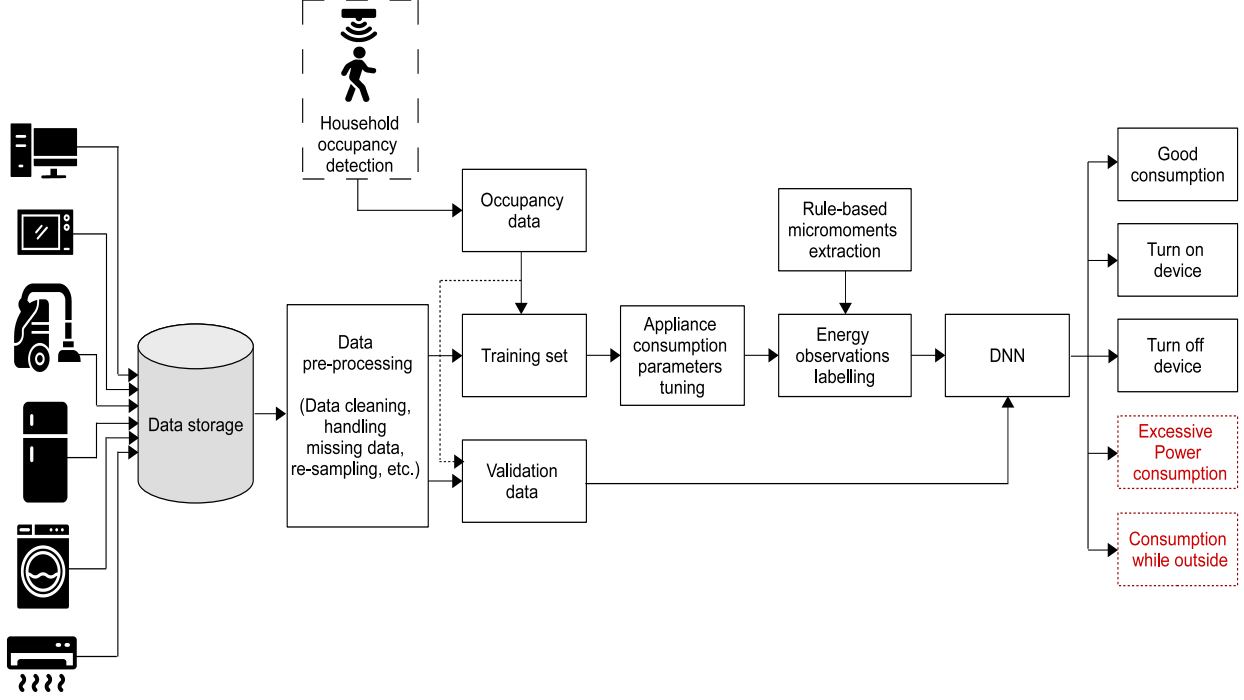 Household
occupancy
detection
Occupancy
data
Rule-based
micromoments
extraction
Good
consumption
Turn on
device
Data
pre-processing
(Data cleaning,
handling
missing data,
re-sampling, etc.)
Training set
Appliance
consumption
parameters
tuning
Energy
observations
labelling
DNN
Turn off
device
Data storage
Validation
data
Excessive
Power
consumption
Consumption
while outside